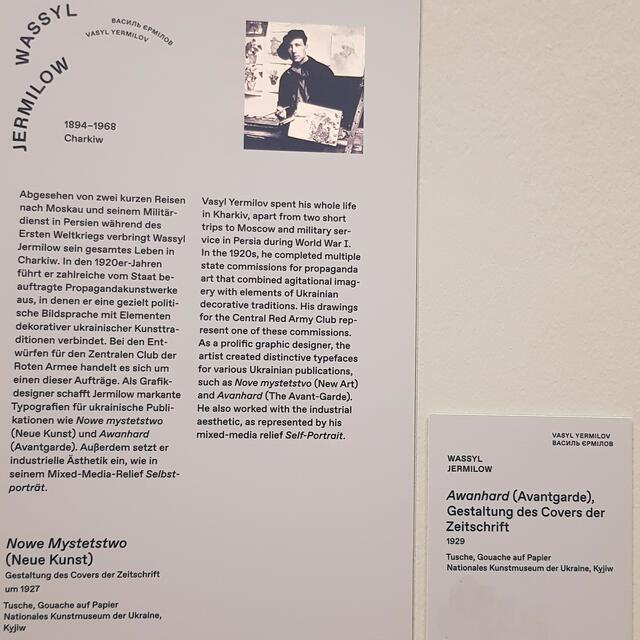 WASSYL
JERMILOW
ВАСИЛЬ ЄРМІЛОВ
VASYL YERMILOV
1894–1968
Charkiw
Abgesehen von zwei kurzen Reisen
nach Moskau und seinem Militär-
dienst in Persien während des
Ersten Weltkriegs verbringt Wassyl
Jermilow sein gesamtes Leben in
Charkiw. In den 1920er-Jahren
führt er zahlreiche vom Staat be-
auftragte Propagandakunstwerke
aus, in denen er eine gezielt politi-
sche Bildsprache mit Elementen
dekorativer ukrainischer Kunsttra-
ditionen verbindet. Bei den Ent-
würfen für den Zentralen Club der
Roten Armee handelt es sich um
einen dieser Aufträge. Als Grafik-
designer schafft Jermilow markante
Typografien für ukrainische Publi-
kationen wie Nowe mystetstwo
(Neue Kunst) und Awanhard
(Avantgarde). Außerdem setzt er
industrielle Ästhetik ein, wie in
seinem Mixed-Media-Relief Selbst-
porträt.
Vasyl Yermilov spent his whole life
in Kharkiv, apart from two short
trips to Moscow and military ser-
vice in Persia during World War I.
In the 1920s, he completed multiple
state commissions for propaganda
art that combined agitational imag-
ery with elements of Ukrainian
decorative traditions. His drawings
for the Central Red Army Club rep-
resent one of these commissions.
As a prolific graphic designer, the
artist created distinctive typefaces
for various Ukrainian publications,
such as Nove mystetstvo (New Art)
and Avanhard (The Avant-Garde).
He also worked with the industrial
aesthetic, as represented by his
mixed-media relief Self-Portrait.
Nowe Mystetstwo
(Neue Kunst)
Gestaltung des Covers der Zeitschrift
um 1927
Tusche, Gouache auf Papier
Nationales Kunstmuseum der Ukraine,
Kyjiw
VASYL YERMILOV
ВАСИЛЬ ЄРМІЛОВ
WASSYL
JERMILOW
Awanhard (Avantgarde),
Gestaltung des Covers der
Zeitschrift
1929
Tusche, Gouache auf Papier
Nationales Kunstmuseum der Ukraine, Kyjiw